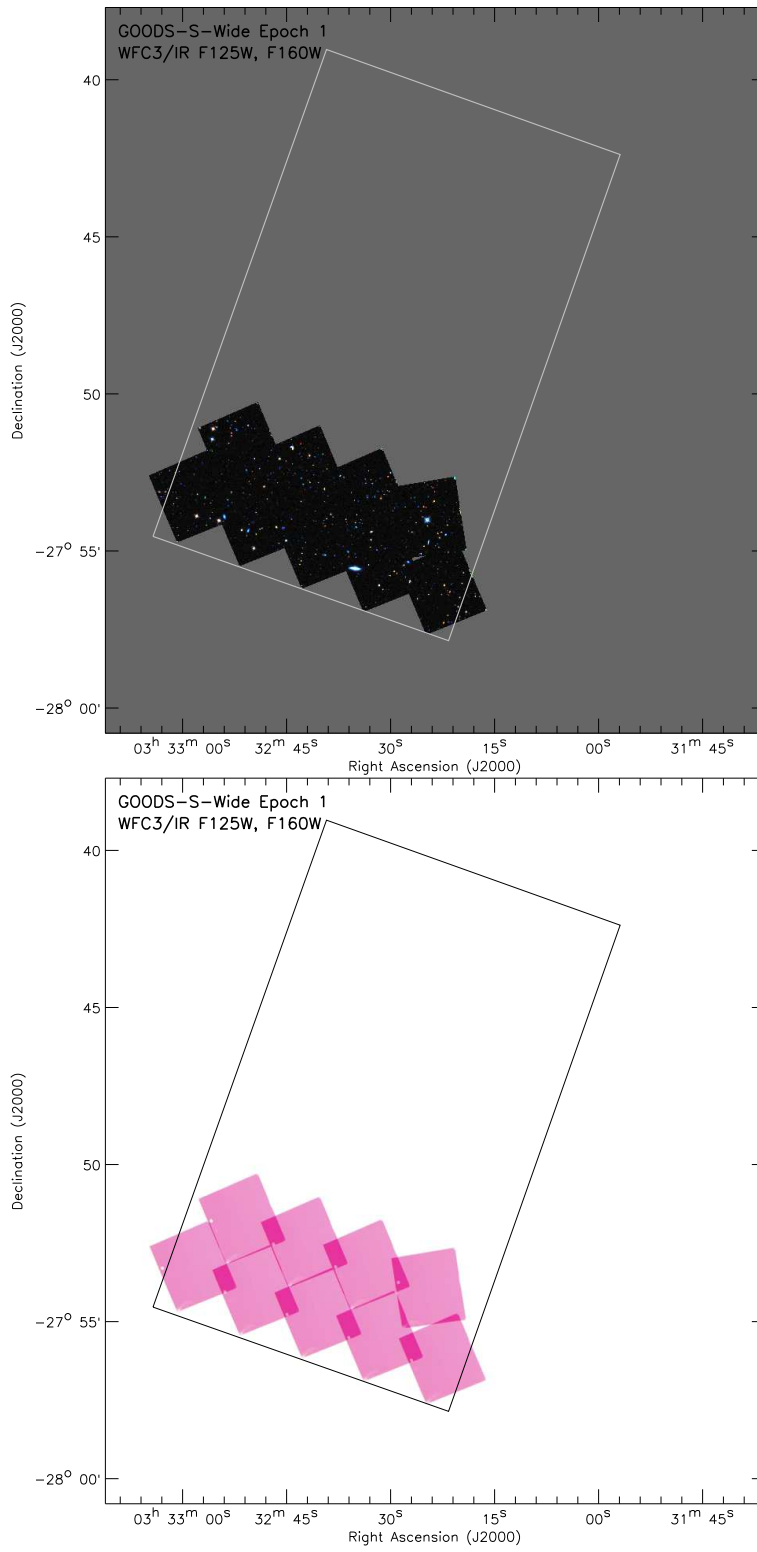 GOODS-S-Wide Epoch 1
WFC3/IR F125W, F160W
40
45
50
-27° 55'
-28° 00'
Declination (J2000)
03ʰ 33ᵐ 00ˢ 32ᵐ 45ˢ 30ˢ 15ˢ 00ˢ 31ᵐ 45ˢ
Right Ascension (J2000)
GOODS-S-Wide Epoch 1
WFC3/IR F125W, F160W
40
45
50
-27° 55'
-28° 00'
Declination (J2000)
03ʰ 33ᵐ 00ˢ 32ᵐ 45ˢ 30ˢ 15ˢ 00ˢ 31ᵐ 45ˢ
Right Ascension (J2000)